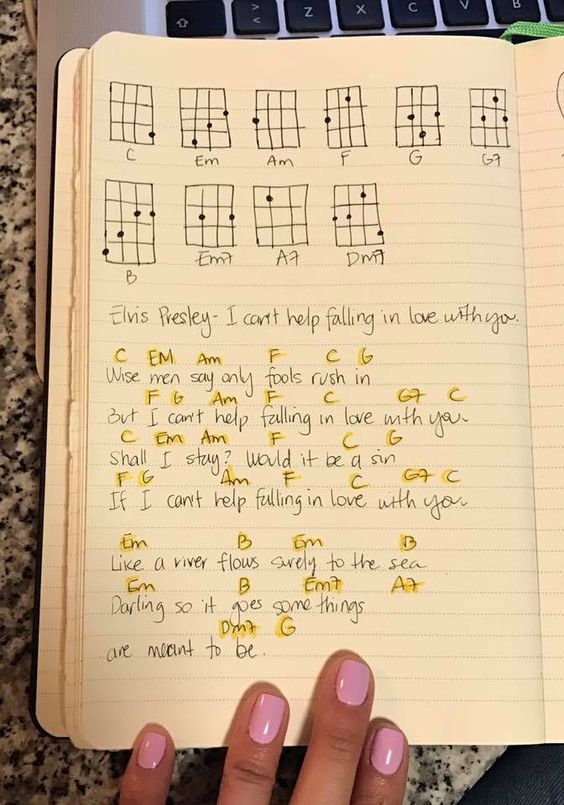 Z X C V B
C Em Am F G G7
B Em7 A7 Dm7
Elvis Presley - I can't help falling in love with you.
C EM Am F C G
Wise men say only fools rush in
F G Am F C G7 C
But I can't help falling in love with you
C Em Am F C G
Shall I stay? Would it be a sin
F G Am F C G7 C
If I can't help falling in love with you
Em B Em B
Like a river flows surely to the sea
Em B Em7 A7
Darling so it goes some things
Dm7 G
are meant to be.